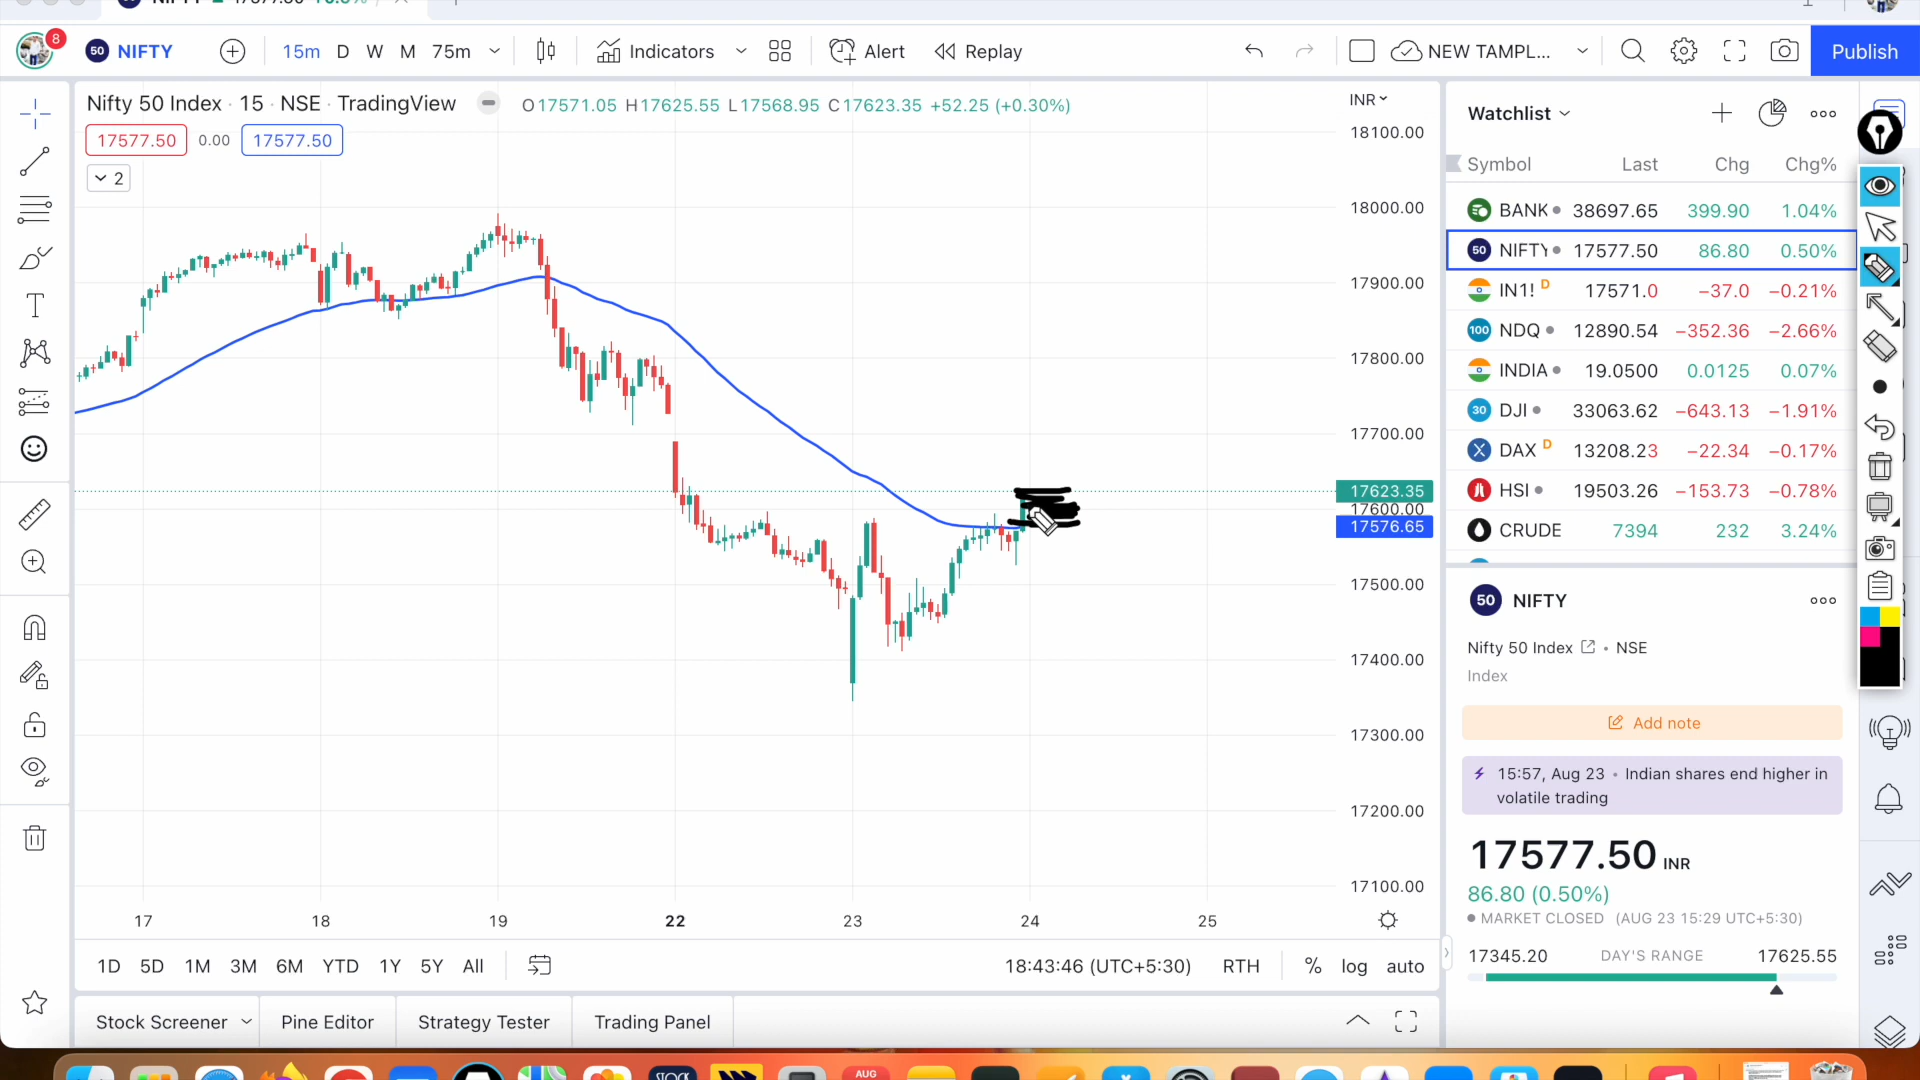 8
50 NIFTY
15m D W M 75m
Indicators
Alert
Replay
NEW TAMPL...
Publish
Nifty 50 Index · 15 · NSE · TradingView
O17571.05 H17625.55 L17568.95 C17623.35 +52.25 (+0.30%)
17577.50 0.00 17577.50
2
INR
18100.00
18000.00
17900.00
17800.00
17700.00
17623.35
17600.00
17576.65
17500.00
17400.00
17300.00
17200.00
17100.00
17 18 19 22 23 24 25
1D 5D 1M 3M 6M YTD 1Y 5Y All
18:43:46 (UTC+5:30) RTH % log auto
Stock Screener Pine Editor Strategy Tester Trading Panel
Watchlist
Symbol Last Chg Chg%
BANK 38697.65 399.90 1.04%
50 NIFTY 17577.50 86.80 0.50%
IN1! D 17571.0 −37.0 −0.21%
100 NDQ 12890.54 −352.36 −2.66%
INDIA 19.0500 0.0125 0.07%
30 DJI 33063.62 −643.13 −1.91%
X DAX D 13208.23 −22.34 −0.17%
HSI 19503.26 −153.73 −0.78%
CRUDE 7394 232 3.24%
50 NIFTY
Nifty 50 Index • NSE
Index
Add note
15:57, Aug 23 • Indian shares end higher in
volatile trading
17577.50 INR
86.80 (0.50%)
MARKET CLOSED (AUG 23 15:29 UTC+5:30)
17345.20 DAY'S RANGE 17625.55
STOCK
AUG